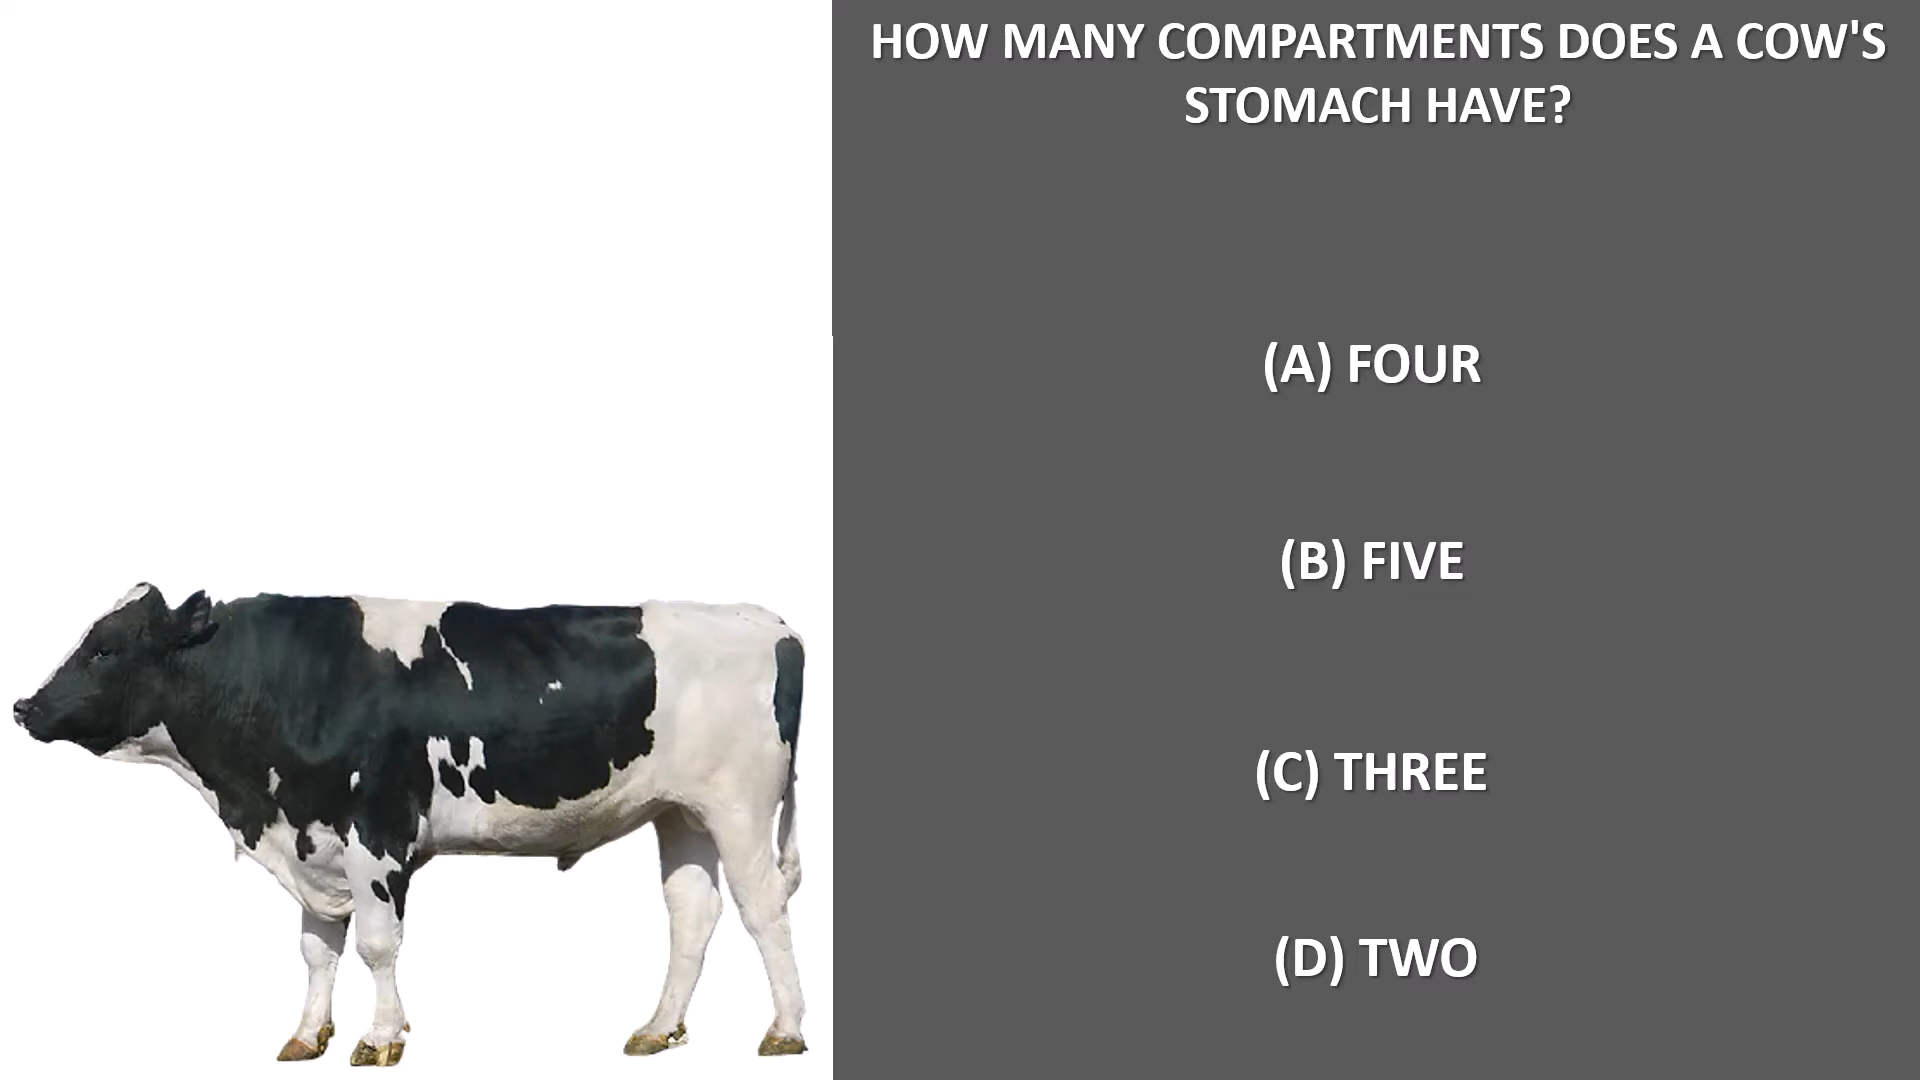 HOW MANY COMPARTMENTS DOES A COW'S
STOMACH HAVE?
(A) FOUR
(B) FIVE
(C) THREE
(D) TWO